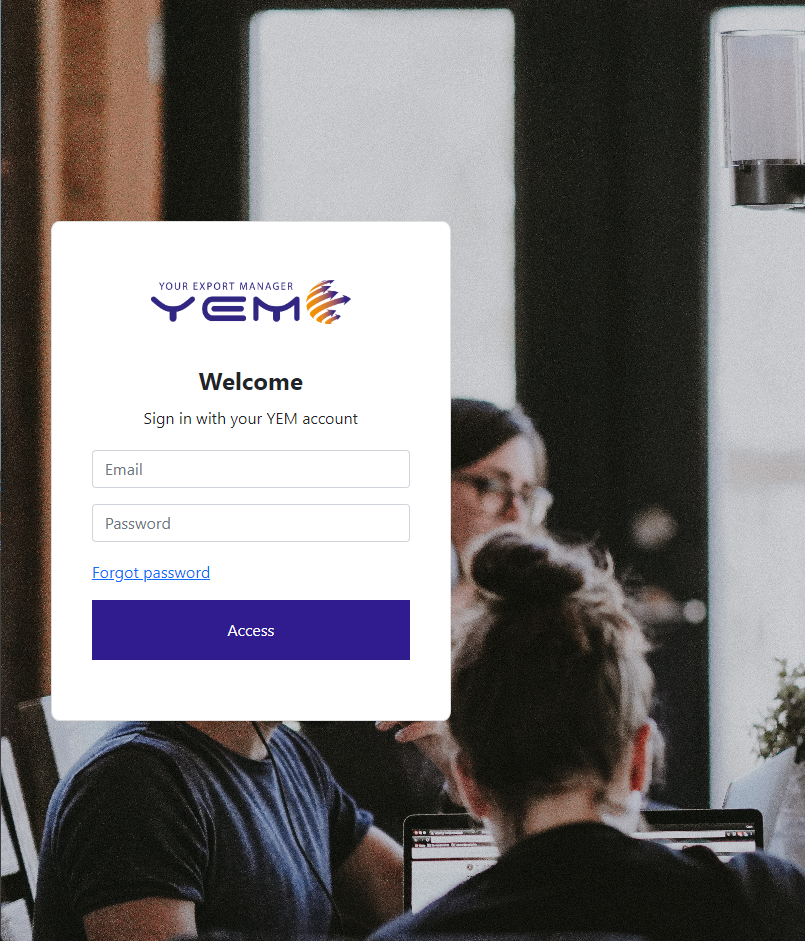 YOUR EXPORT MANAGER
YEM
Welcome
Sign in with your YEM account
Email
Password
Forgot password
Access